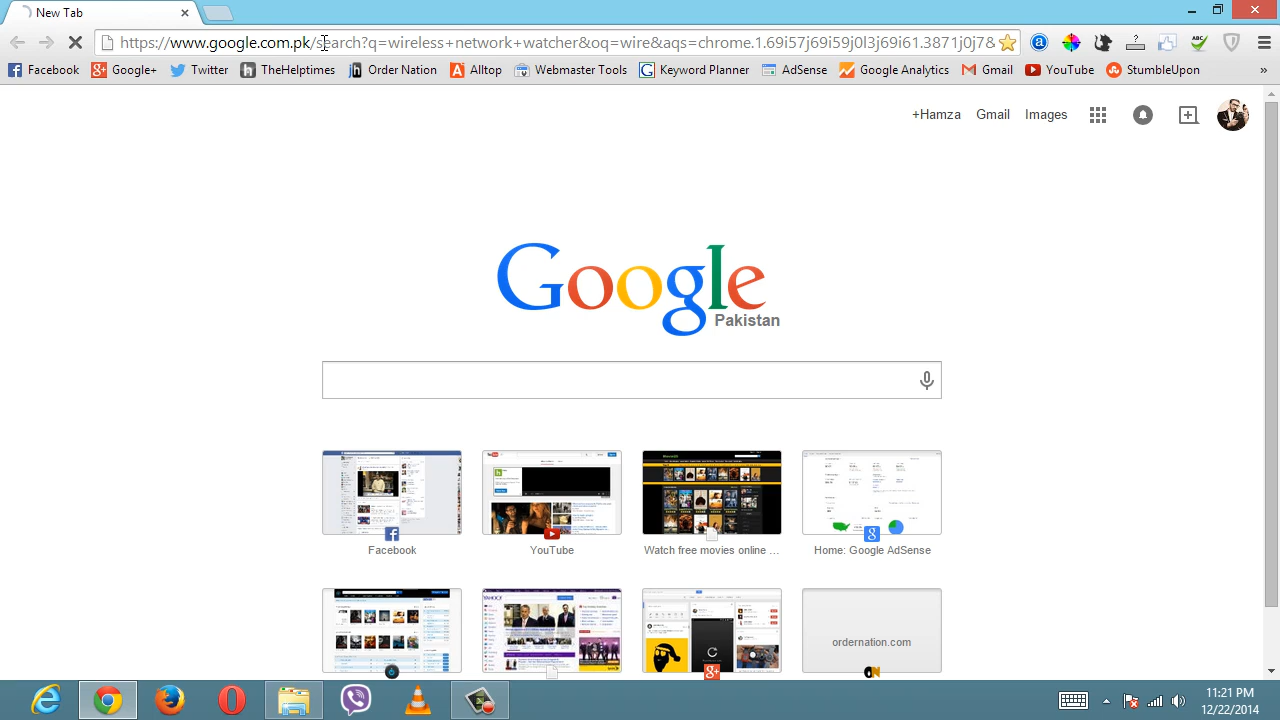 New Tab
https://www.google.com.pk/search?q=wireless+network+watcher&oq=wire&aqs=chrome.1.69i57j69i59j0l3j69i61.3871j0j78
Facebook Google+ Twitter TheHelptimes Order Nation Alltop Webmaster Tools Keyword Planner AdSense Google Analytics Gmail YouTube StumbleUpon »
+Hamza Gmail Images
Google
Pakistan
Facebook YouTube Watch free movies online ... Home: Google AdSense
ordernation.com
11:21 PM
12/22/2014